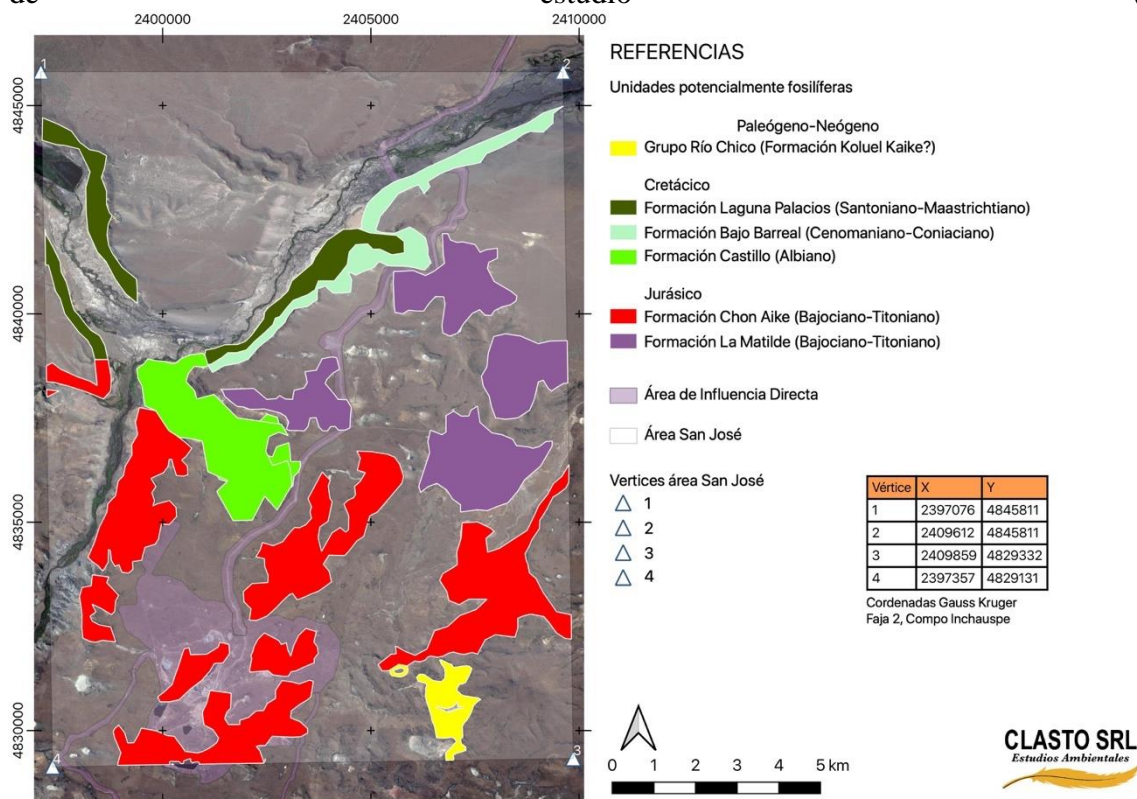 de estudio
2400000 2405000 2410000
4845000
4840000
4835000
4830000
1
2
3
4
REFERENCIAS
Unidades potencialmente fosilíferas
Paleógeno-Neógeno
Grupo Río Chico (Formación Koluel Kaike?)
Cretácico
Formación Laguna Palacios (Santoniano-Maastrichtiano)
Formación Bajo Barreal (Cenomaniano-Coniaciano)
Formación Castillo (Albiano)
Jurásico
Formación Chon Aike (Bajociano-Titoniano)
Formación La Matilde (Bajociano-Titoniano)
Área de Influencia Directa
Área San José
Vertices área San José
1
2
3
4
Vértice X Y
1 2397076 4845811
2 2409612 4845811
3 2409859 4829332
4 2397357 4829131
Cordenadas Gauss Kruger
Faja 2, Compo Inchauspe
0 1 2 3 4 5 km
CLASTO SRL
Estudios Ambientales